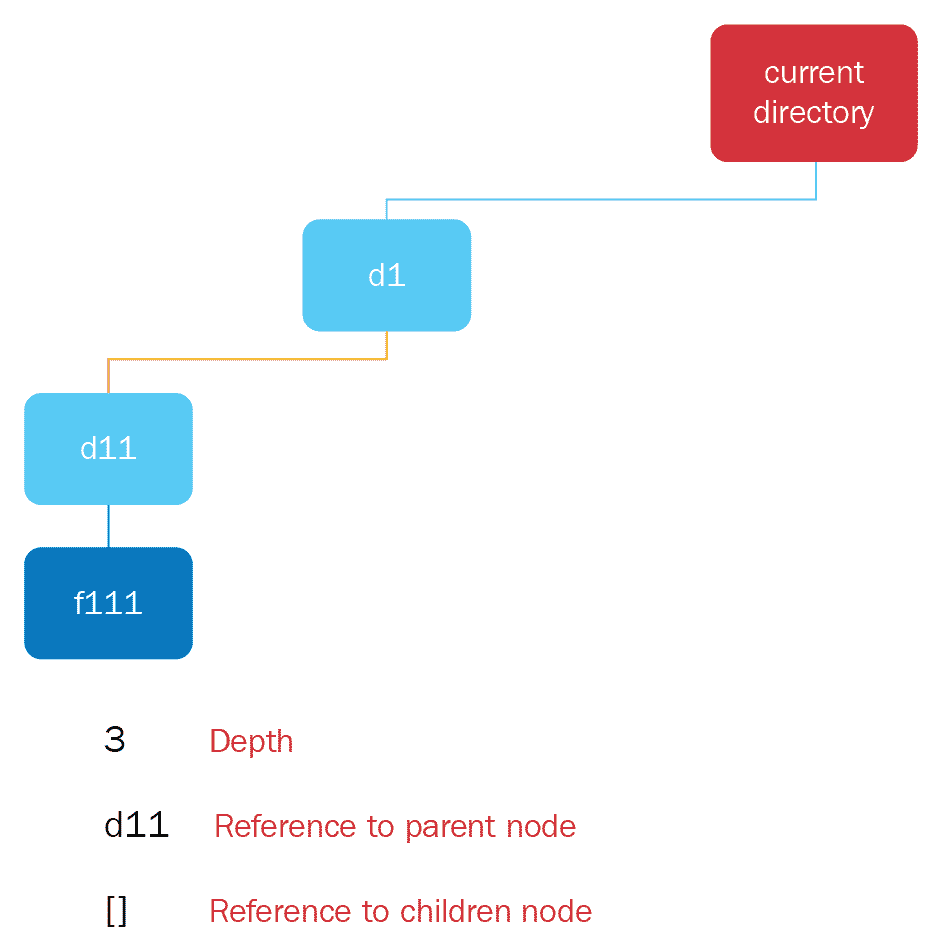 current
directory
d1
d11
f111
3 Depth
d11 Reference to parent node
[] Reference to children node